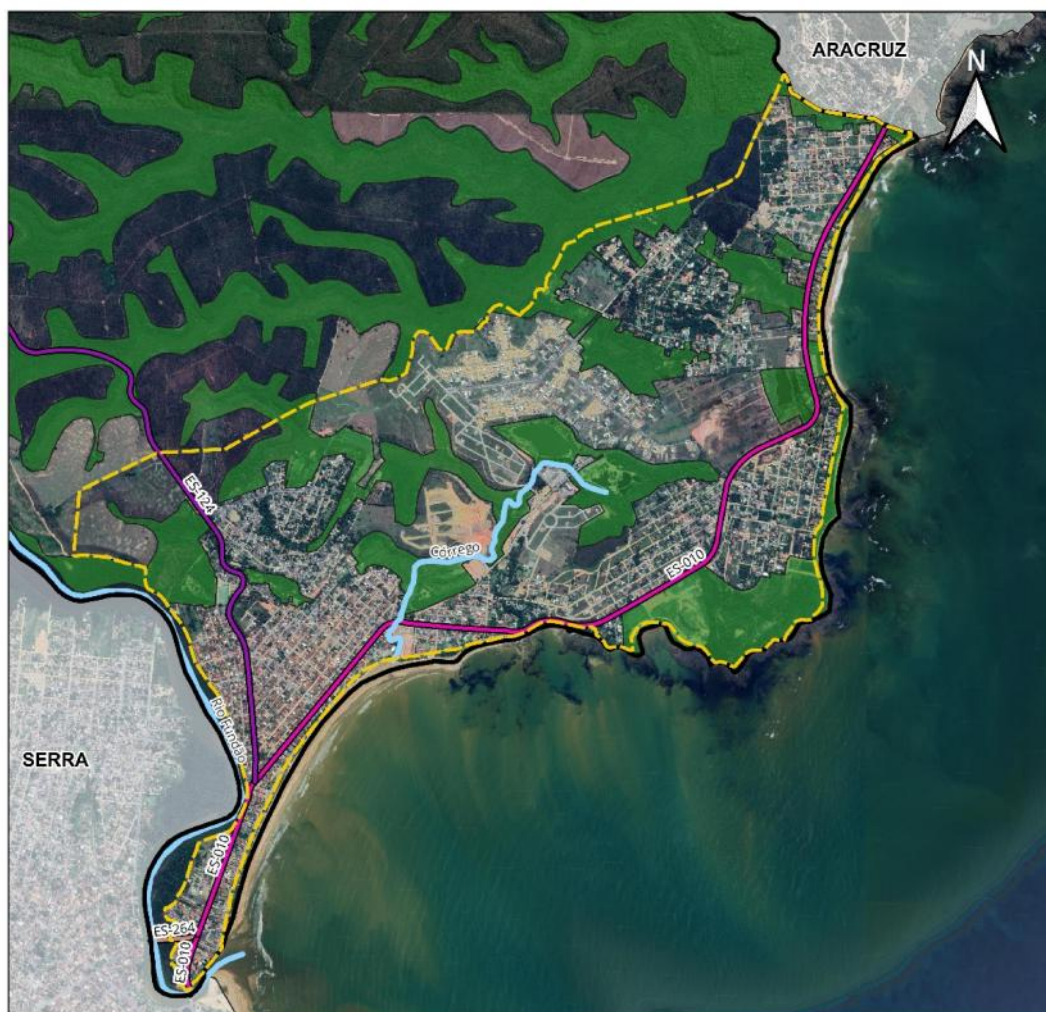 ARACRUZ
N
ES-124
Córrego
ES-010
Rio Fundão
SERRA
ES-010
ES-264
ES-010